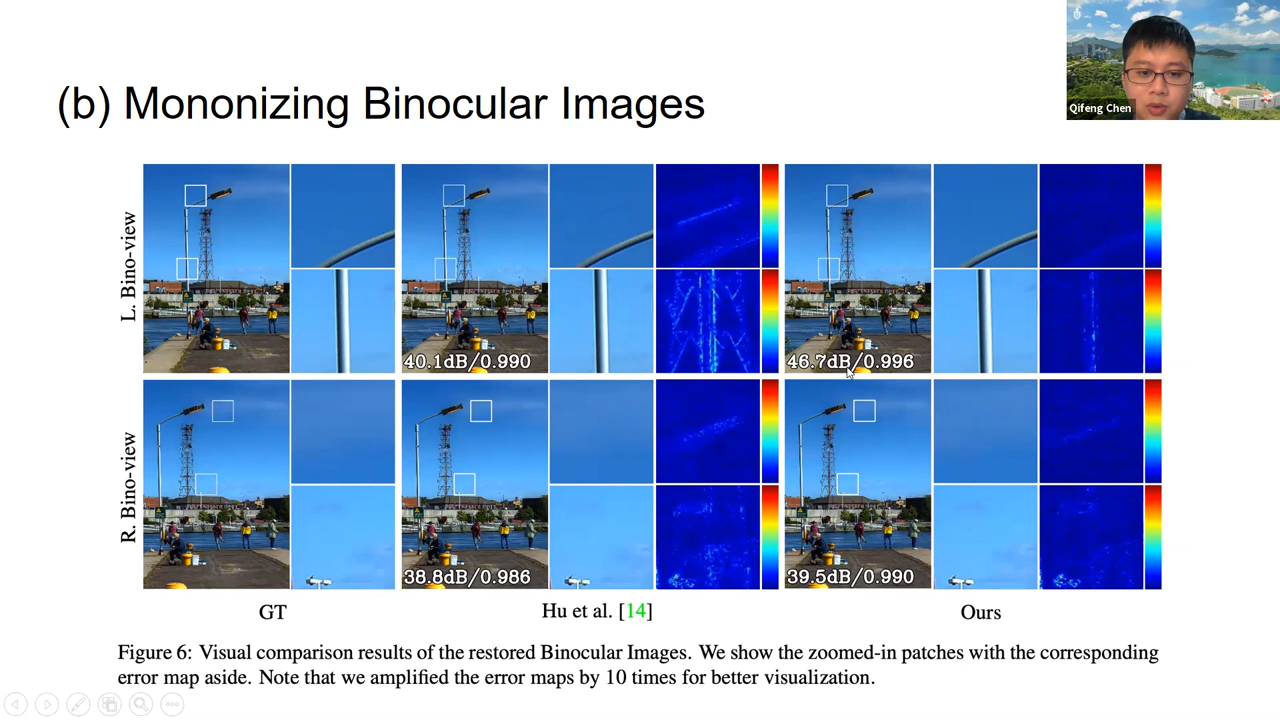 Qifeng Chen
(b) Mononizing Binocular Images
L. Bino-view
40.1dB/0.990
46.7dB/0.996
R. Bino-view
38.8dB/0.986
39.5dB/0.990
GT
Hu et al. [14]
Ours
Figure 6: Visual comparison results of the restored Binocular Images. We show the zoomed-in patches with the corresponding
error map aside. Note that we amplified the error maps by 10 times for better visualization.